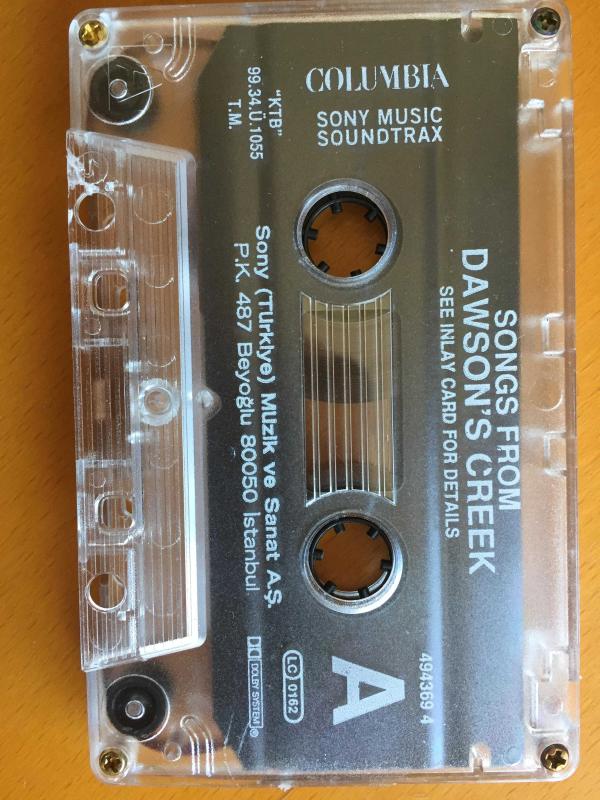 COLUMBIA
SONY MUSIC
SOUNDTRAX
SONGS FROM
DAWSON'S CREEK
SEE INLAY CARD FOR DETAILS
494369 4
A
"KTB"
99.34.Ü.1055
T.M.
Sony (Türkiye) Müzik ve Sanat A.Ş.
P.K. 487 Beyoğlu 80050 İstanbul.
LC 0162
DOLBY SYSTEM®